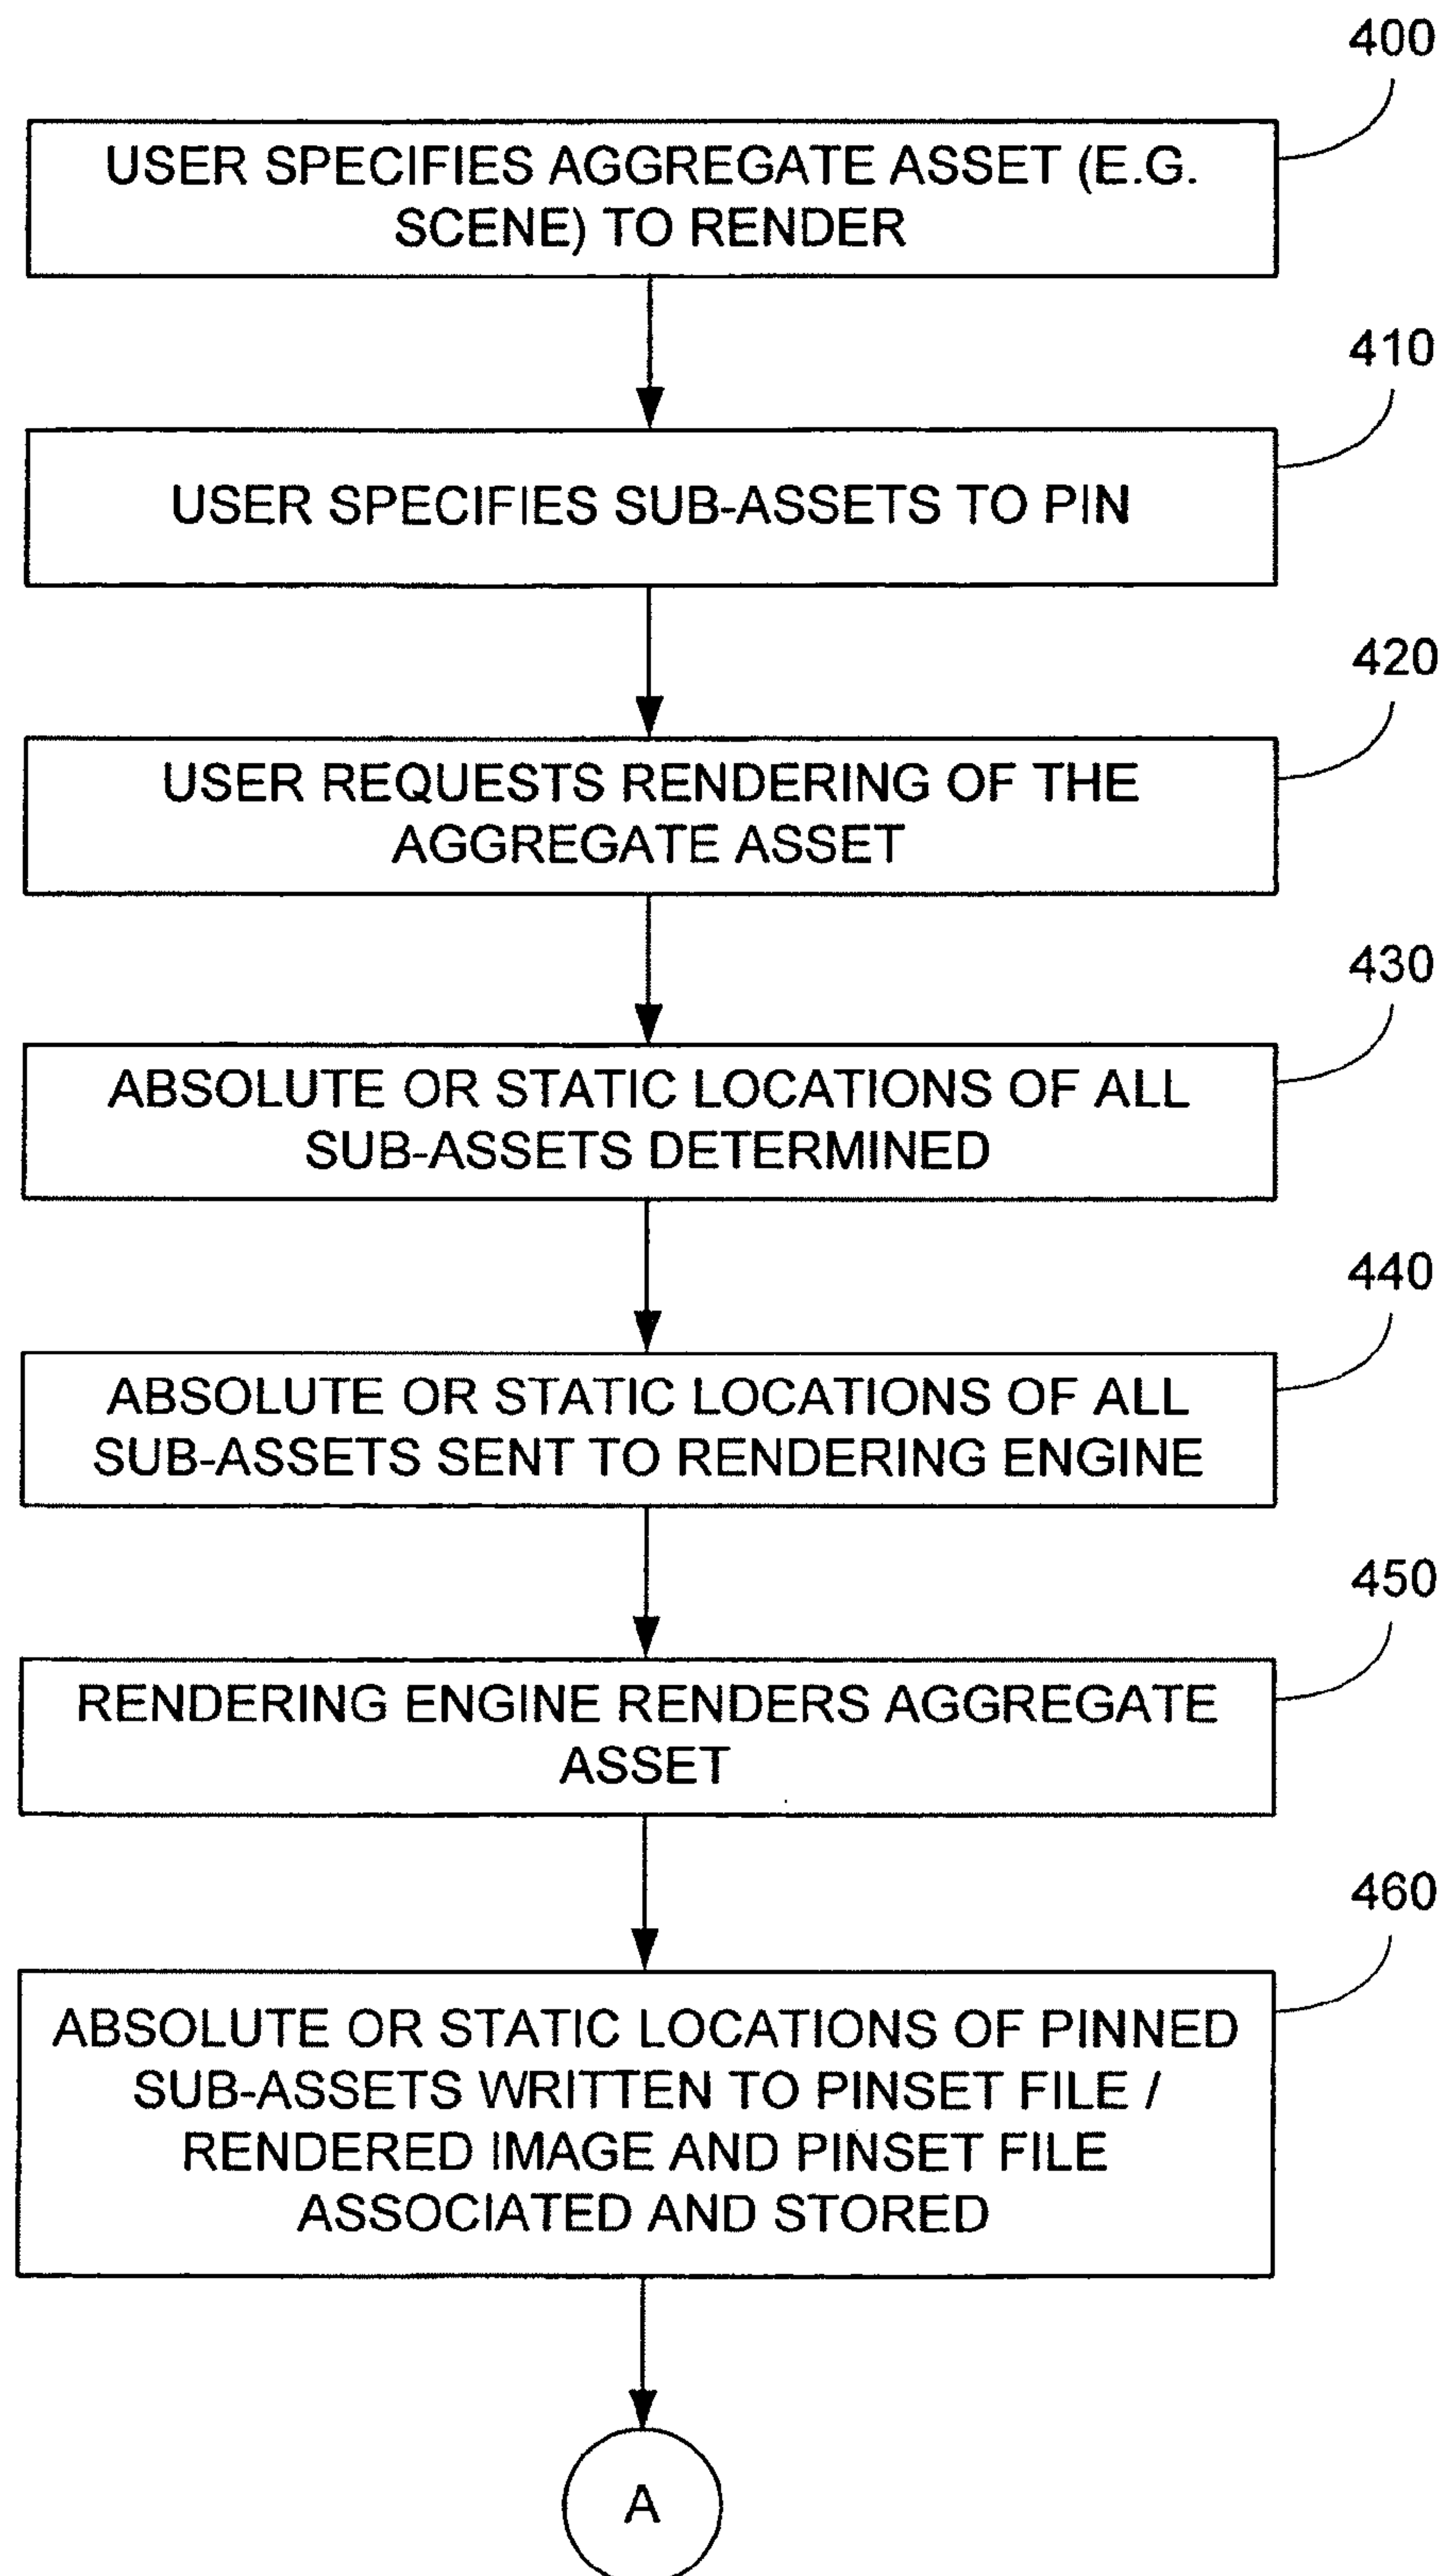 400
USER SPECIFIES AGGREGATE ASSET (E.G.
SCENE) TO RENDER
410
USER SPECIFIES SUB-ASSETS TO PIN
420
USER REQUESTS RENDERING OF THE
AGGREGATE ASSET
430
ABSOLUTE OR STATIC LOCATIONS OF ALL
SUB-ASSETS DETERMINED
440
ABSOLUTE OR STATIC LOCATIONS OF ALL
SUB-ASSETS SENT TO RENDERING ENGINE
450
RENDERING ENGINE RENDERS AGGREGATE
ASSET
460
ABSOLUTE OR STATIC LOCATIONS OF PINNED
SUB-ASSETS WRITTEN TO PINSET FILE /
RENDERED IMAGE AND PINSET FILE
ASSOCIATED AND STORED
A